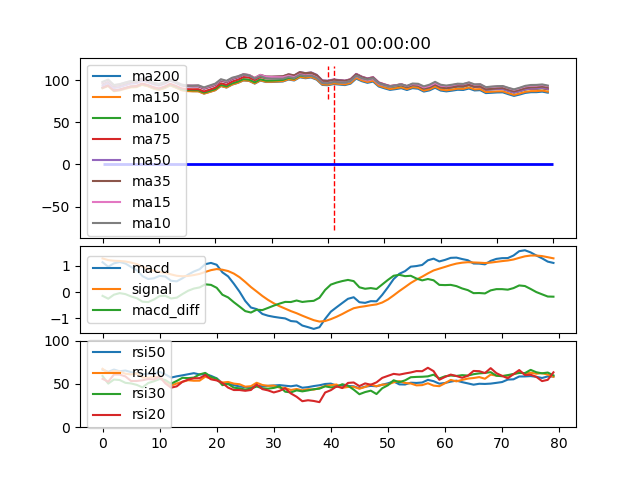 CB 2016-02-01 00:00:00
100
50
0
−50
ma200
ma150
ma100
ma75
ma50
ma35
ma15
ma10
1
0
−1
macd
signal
macd_diff
100
50
0
rsi50
rsi40
rsi30
rsi20
0 10 20 30 40 50 60 70 80